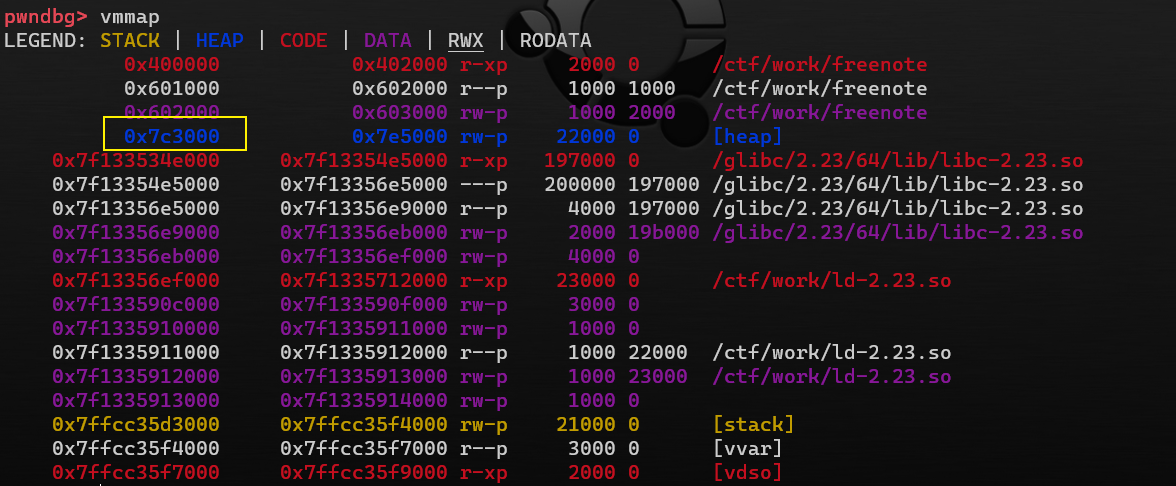 pwndbg> vmmap
LEGEND: STACK | HEAP | CODE | DATA | RWX | RODATA
0x400000 0x402000 r-xp 2000 0 /ctf/work/freenote
0x601000 0x602000 r--p 1000 1000 /ctf/work/freenote
0x602000 0x603000 rw-p 1000 2000 /ctf/work/freenote
0x7c3000 0x7e5000 rw-p 22000 0 [heap]
0x7f133534e000 0x7f13354e5000 r-xp 197000 0 /glibc/2.23/64/lib/libc-2.23.so
0x7f13354e5000 0x7f13356e5000 ---p 200000 197000 /glibc/2.23/64/lib/libc-2.23.so
0x7f13356e5000 0x7f13356e9000 r--p 4000 197000 /glibc/2.23/64/lib/libc-2.23.so
0x7f13356e9000 0x7f13356eb000 rw-p 2000 19b000 /glibc/2.23/64/lib/libc-2.23.so
0x7f13356eb000 0x7f13356ef000 rw-p 4000 0
0x7f13356ef000 0x7f1335712000 r-xp 23000 0 /ctf/work/ld-2.23.so
0x7f133590c000 0x7f133590f000 rw-p 3000 0
0x7f1335910000 0x7f1335911000 rw-p 1000 0
0x7f1335911000 0x7f1335912000 r--p 1000 22000 /ctf/work/ld-2.23.so
0x7f1335912000 0x7f1335913000 rw-p 1000 23000 /ctf/work/ld-2.23.so
0x7f1335913000 0x7f1335914000 rw-p 1000 0
0x7ffcc35d3000 0x7ffcc35f4000 rw-p 21000 0 [stack]
0x7ffcc35f4000 0x7ffcc35f7000 r--p 3000 0 [vvar]
0x7ffcc35f7000 0x7ffcc35f9000 r-xp 2000 0 [vdso]